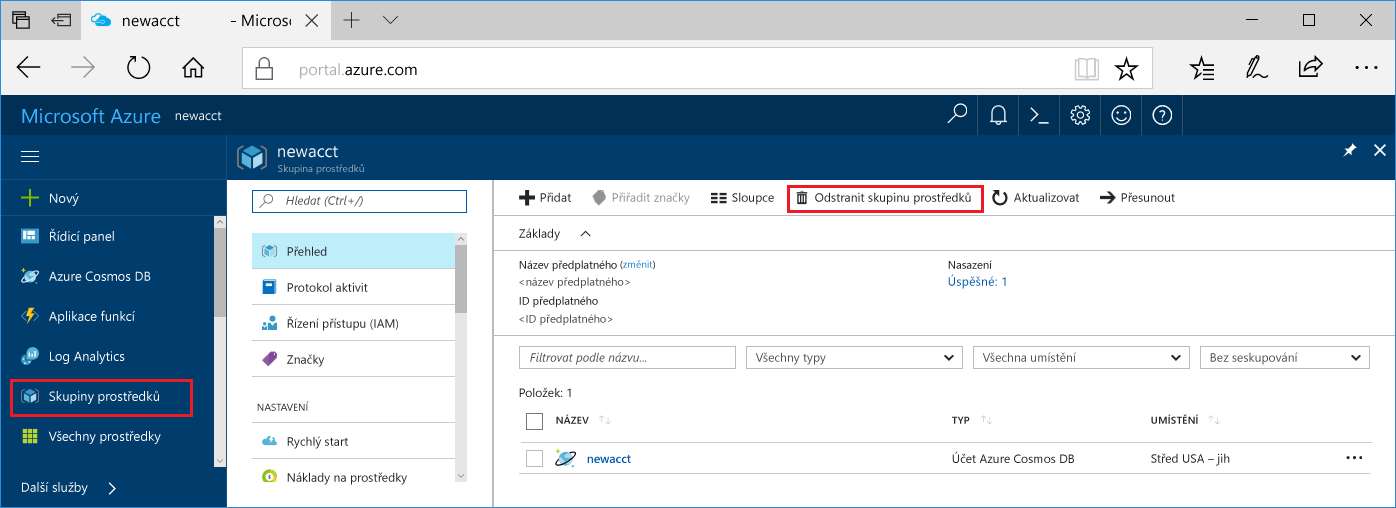 newacct - Microsc
portal.azure.com
Microsoft Azure newacct
newacct
Skupina prostředků
Nový
Řídicí panel
Azure Cosmos DB
Aplikace funkcí
Log Analytics
Skupiny prostředků
Všechny prostředky
Další služby
Hledat (Ctrl+/)
Přehled
Protokol aktivit
Řízení přístupu (IAM)
Značky
NASTAVENÍ
Rychlý start
Náklady na prostředky
Přidat Přiřadit značky Sloupce Odstranit skupinu prostředků Aktualizovat Přesunout
Základy
Název předplatného (změnit) Nasazení
<název předplatného> Úspěšné: 1
ID předplatného
<ID předplatného>
Filtrovat podle názvu... Všechny typy Všechna umístění Bez seskupování
Položek: 1
NÁZEV TYP UMÍSTĚNÍ
newacct Účet Azure Cosmos DB Střed USA – jih